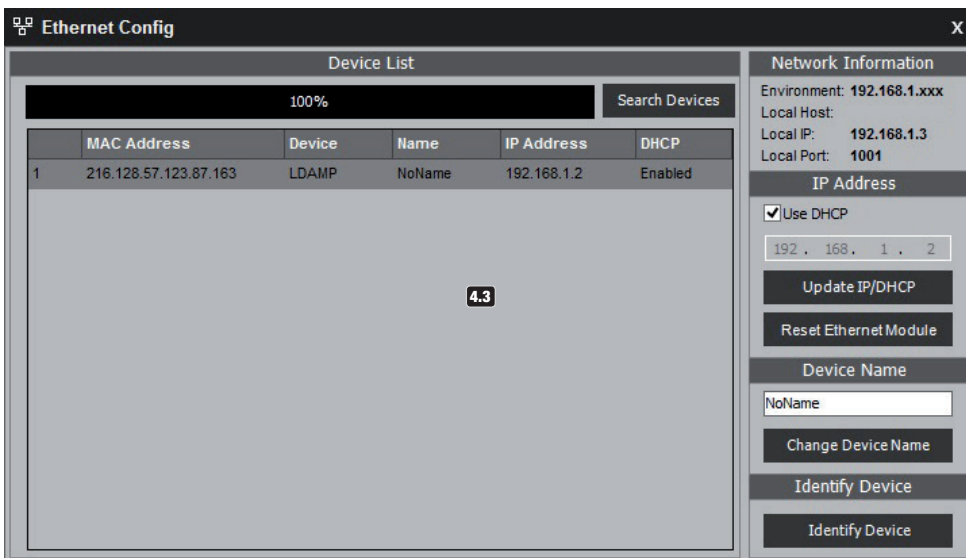 Ethernet Config X
Device List
100% Search Devices
MAC Address Device Name IP Address DHCP
1 216.128.57.123.87.163 LDAMP NoName 192.168.1.2 Enabled
4.3
Network Information
Environment: 192.168.1.xxx
Local Host:
Local IP: 192.168.1.3
Local Port: 1001
IP Address
Use DHCP
192 . 168 . 1 . 2
Update IP/DHCP
Reset Ethernet Module
Device Name
NoName
Change Device Name
Identify Device
Identify Device